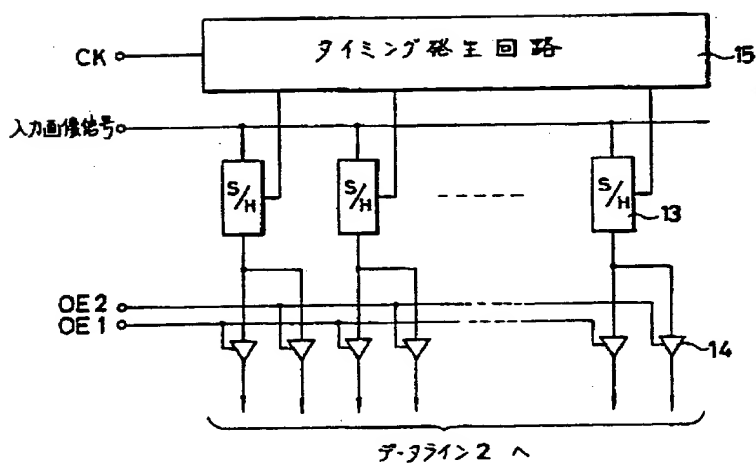 タイミング発生回路
CK
15
入力画像信号
S/H
S/H
S/H
13
OE2
OE1
14
データライン2 へ